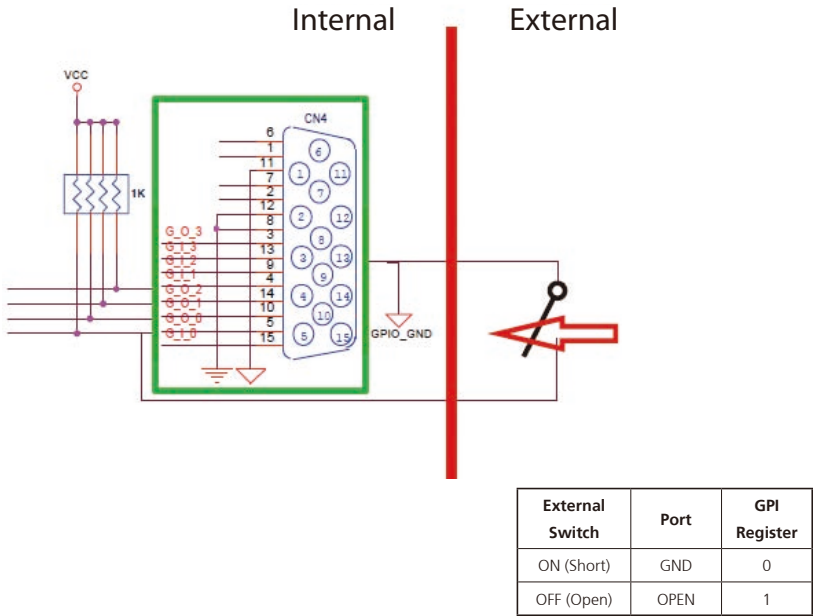 Internal External
VCC
1K
CN4
6
1
11
7
2
12
8
3
13
9
4
14
10
5
15
G_O_3
G_I_3
G_I_2
G_I_1
G_O_2
G_O_1
G_O_0
G_I_0
6
1
11
7
2
12
8
3
13
9
4
14
10
5
15
GPIO_GND
External Switch Port GPI Register
ON (Short) GND 0
OFF (Open) OPEN 1